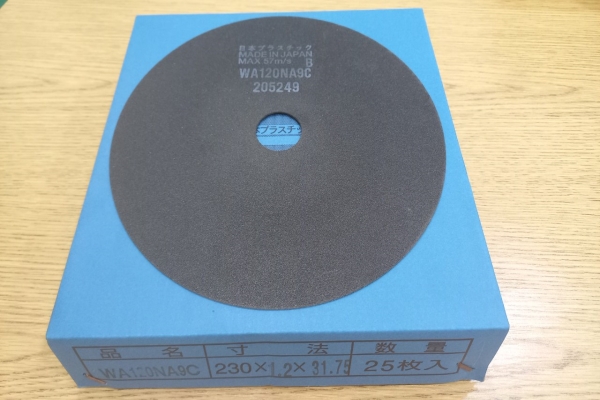 日本プラスチック
MADE IN JAPAN
MAX 57m/s B
WA120NA9C
205249
プラスチッ
品名 寸法 数量
WA120NA9C 230×1.2×31.75 25枚入